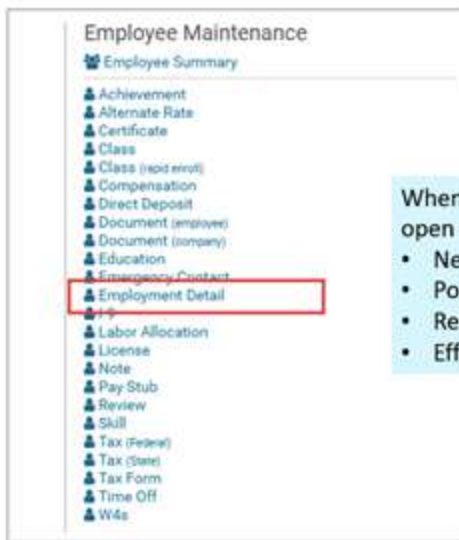 Employee Maintenance
Employee Summary
Achievement
Alternate Rate
Certificate
Class
Class (rapid enroll)
Compensation
Direct Deposit
Document (employee)
Document (company)
Education
Emergency Contact
Employment Detail
I-9
Labor Allocation
License
Note
Pay Stub
Review
Skill
Tax (Federal)
Tax (State)
Tax Form
Time Off
W4s
When
open
• Ne
• Po
• Re
• Eff